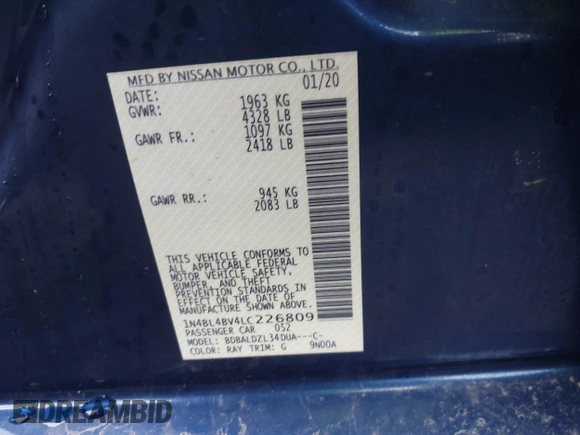 MFD BY NISSAN MOTOR CO., LTD.
DATE: 01/20
GVWR: 1963 KG
4328 LB
GAWR FR.: 1097 KG
2418 LB
GAWR RR.: 945 KG
2083 LB
THIS VEHICLE CONFORMS TO
ALL APPLICABLE FEDERAL
MOTOR VEHICLE SAFETY,
BUMPER, AND THEFT
PREVENTION STANDARDS
IN EFFECT ON THE DATE OF
MANUFACTURE SHOWN ABOVE.
1N4BL4BV4LC226809
PASSENGER CAR 052
MODEL: BDBALDZL34DUA---C-
COLOR: RAY TRIM: G 9N00A
DREAMBID